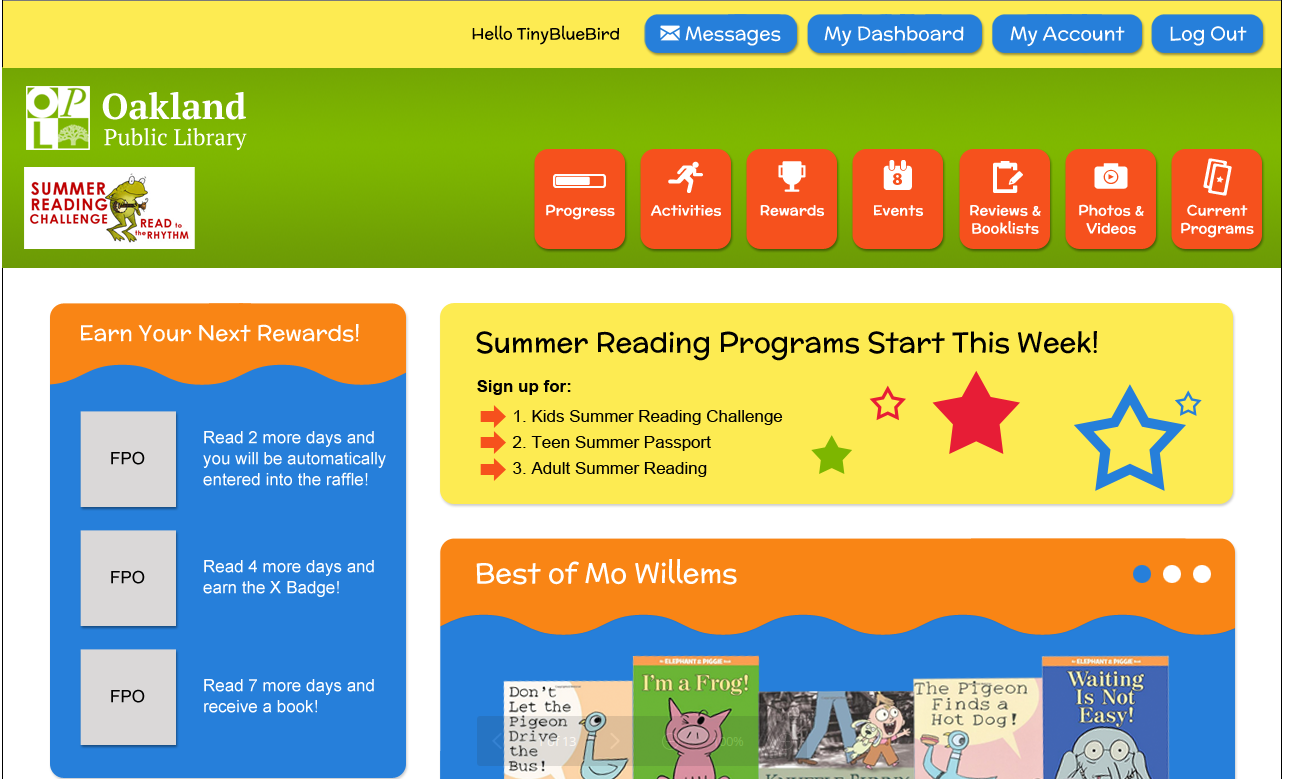 Hello TinyBlueBird
Messages
My Dashboard
My Account
Log Out
OPL
Oakland
Public Library
SUMMER
READING
CHALLENGE
READ to
the RHYTHM
Progress
Activities
Rewards
8
Events
Reviews &
Booklists
Photos &
Videos
Current
Programs
Earn Your Next Rewards!
FPO
Read 2 more days and
you will be automatically
entered into the raffle!
FPO
Read 4 more days and
earn the X Badge!
FPO
Read 7 more days and
receive a book!
Summer Reading Programs Start This Week!
Sign up for:
1. Kids Summer Reading Challenge
2. Teen Summer Passport
3. Adult Summer Reading
Best of Mo Willems
Don't
Let the
Pigeon
Drive
the
Bus!
An ELEPHANT & PIGGIE Book
I'm a Frog!
The Pigeon
Finds a
Hot Dog!
An ELEPHANT & PIGGIE Book
Waiting
Is Not
Easy!
of 13